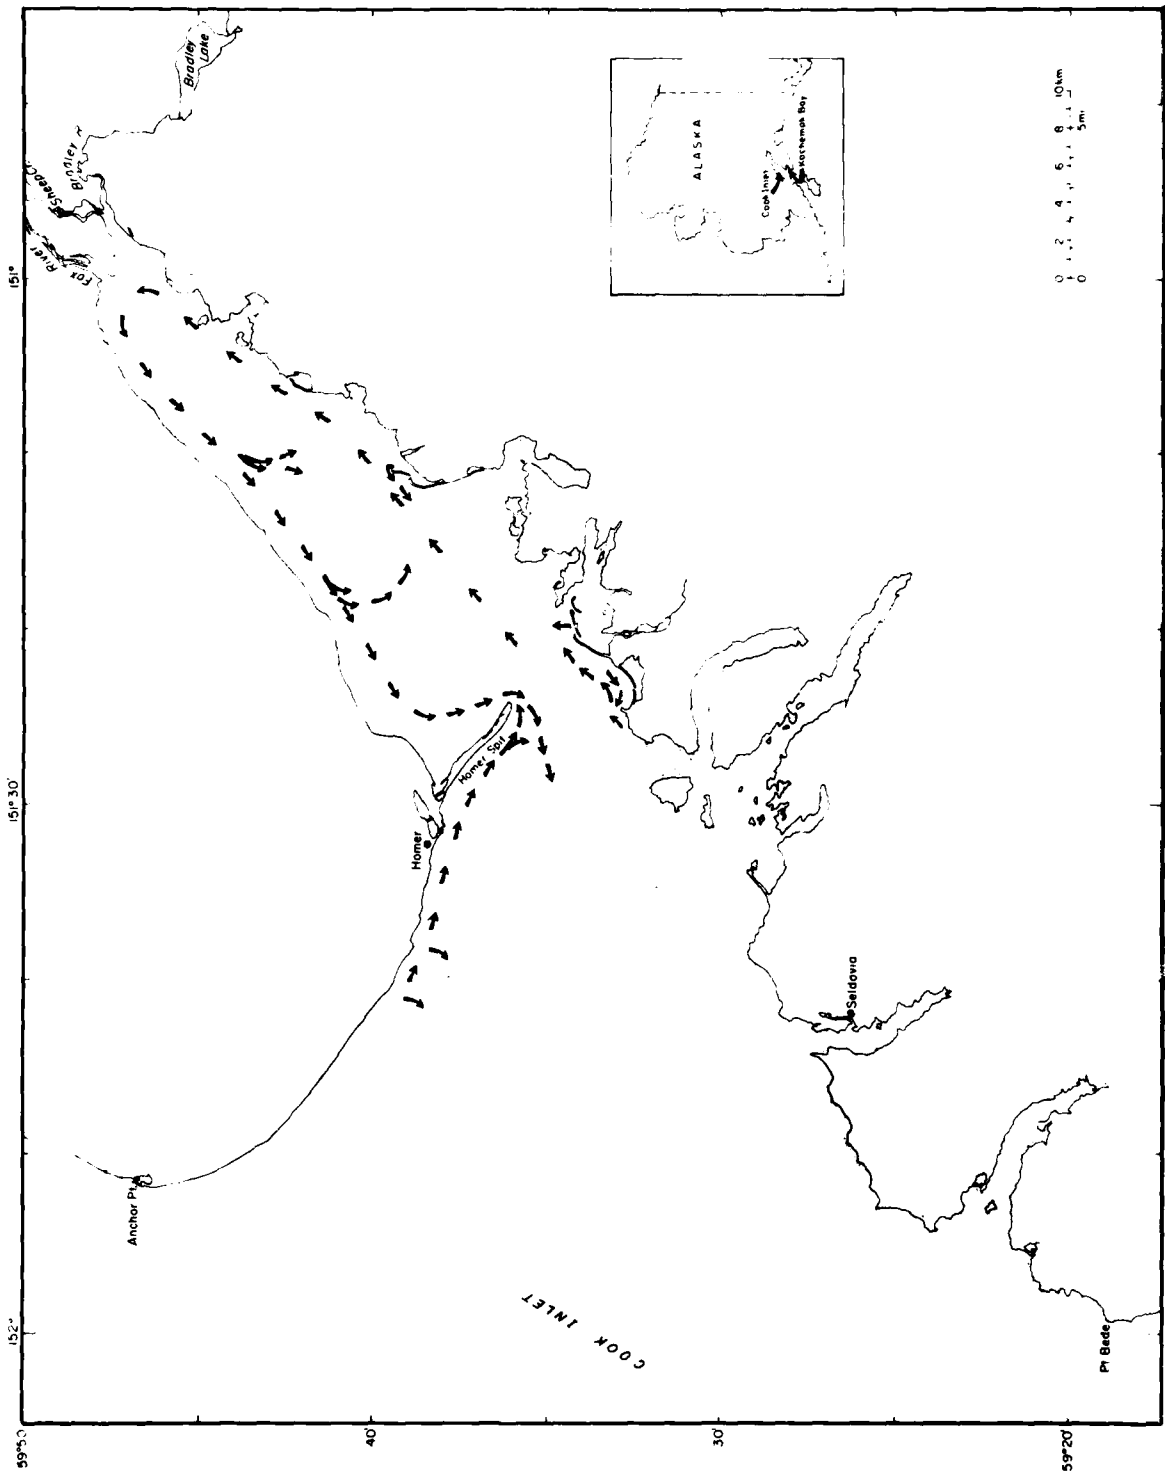 Bradley
Lake
Bradley
River
Fox
151°
ALASKA
Cook Inlet
Kachemak Bay
0 2 4 6 8 10km
0 5mi
Homer Spit
Homer
151° 30'
Seldovia
Anchor Pt
COOK INLET
152°
Pt Bede
59°50'
40'
30'
59°20'